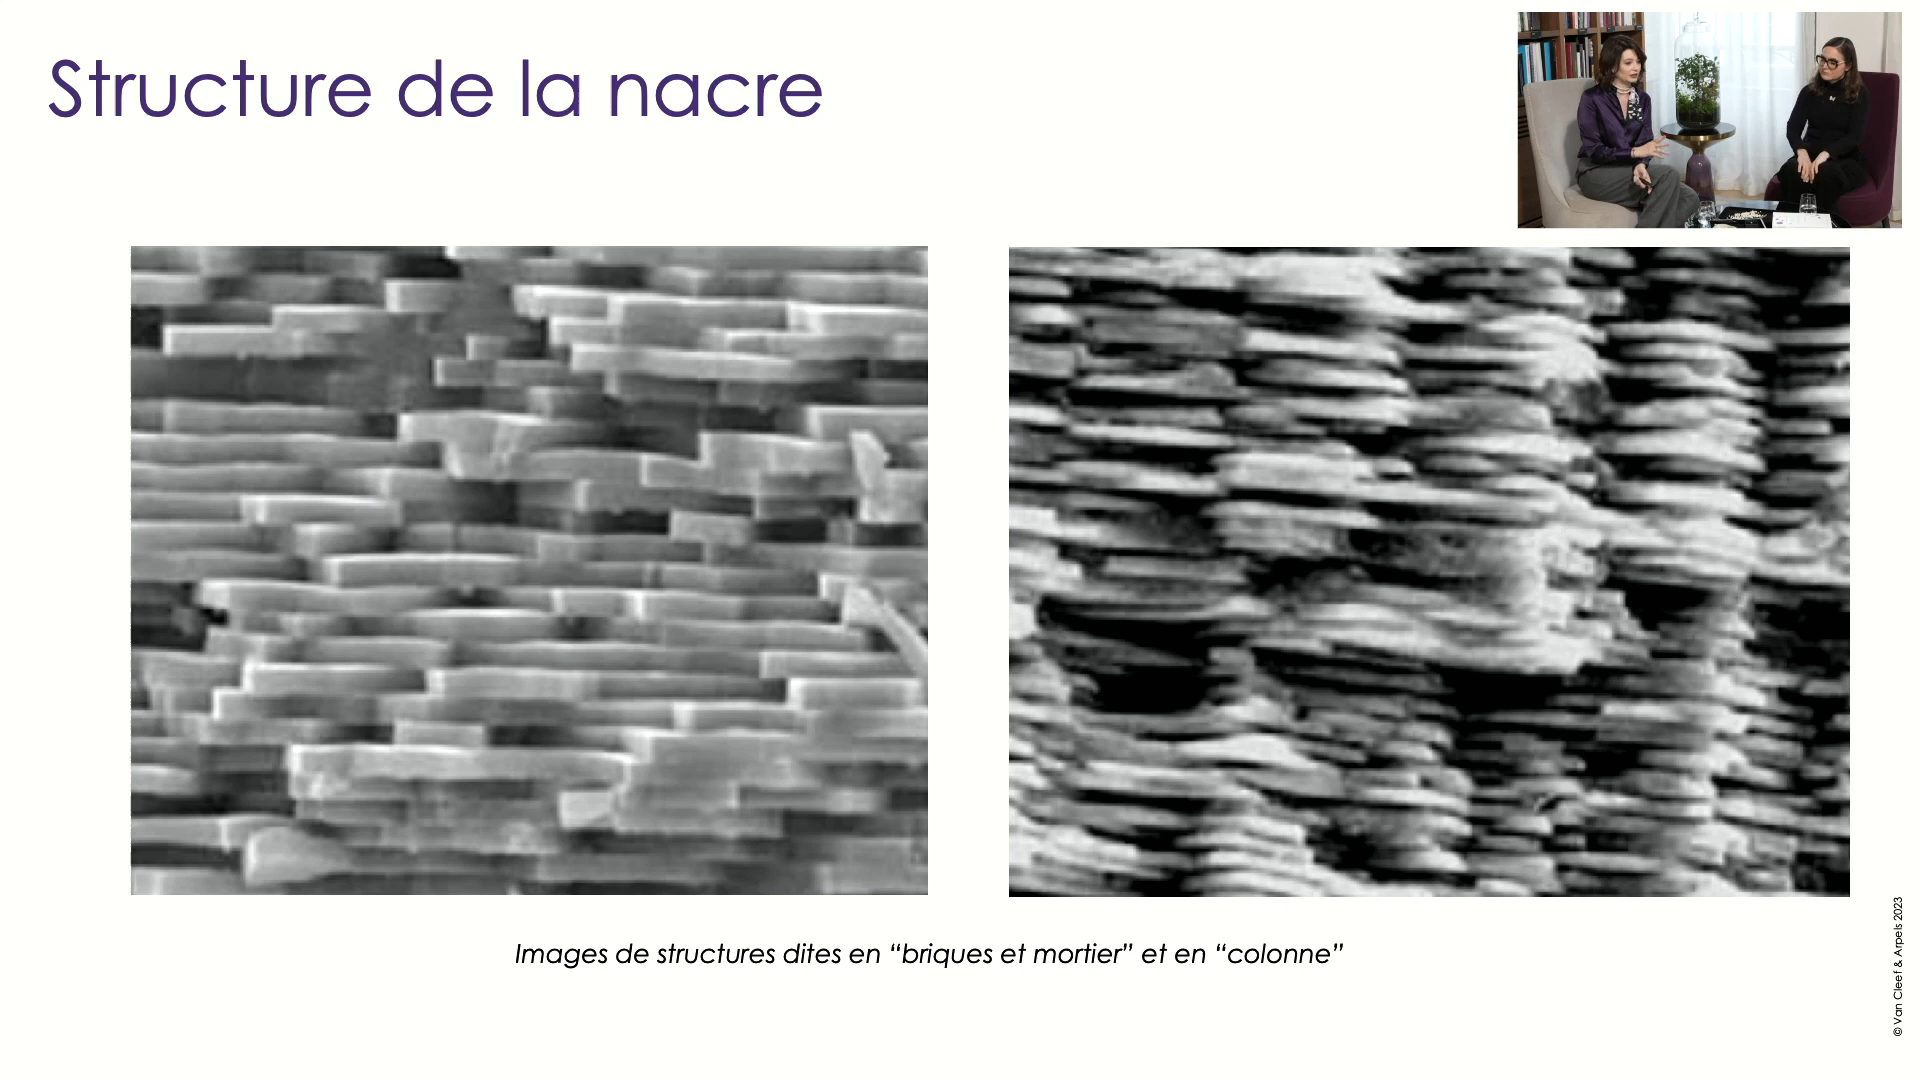 Structure de la nacre
Images de structures dites en “briques et mortier” et en “colonne”
© Van Cleef & Arpels 2023